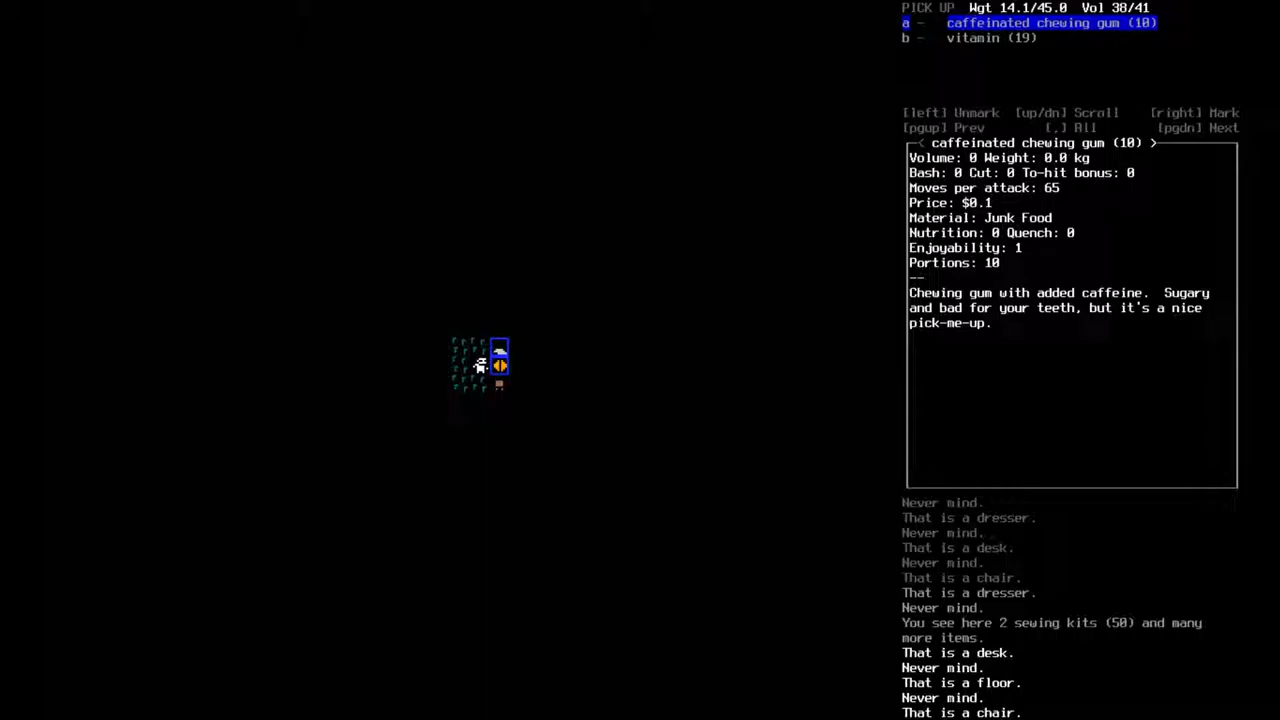 PICK UP  Wgt 14.1/45.0  Vol 38/41
a -   caffeinated chewing gum (10)
b -   vitamin (19)
[left] Unmark  [up/dn] Scroll    [right] Mark
[pgup] Prev        [,] All        [pgdn] Next
< caffeinated chewing gum (10) >
Volume: 0 Weight: 0.0 kg
Bash: 0 Cut: 0 To-hit bonus: 0
Moves per attack: 65
Price: $0.1
Material: Junk Food
Nutrition: 0 Quench: 0
Enjoyability: 1
Portions: 10
--
Chewing gum with added caffeine.  Sugary
and bad for your teeth, but it's a nice
pick-me-up.
Never mind.
That is a dresser.
Never mind.
That is a desk.
Never mind.
That is a chair.
That is a dresser.
Never mind.
You see here 2 sewing kits (50) and many
more items.
That is a desk.
Never mind.
That is a floor.
Never mind.
That is a chair.